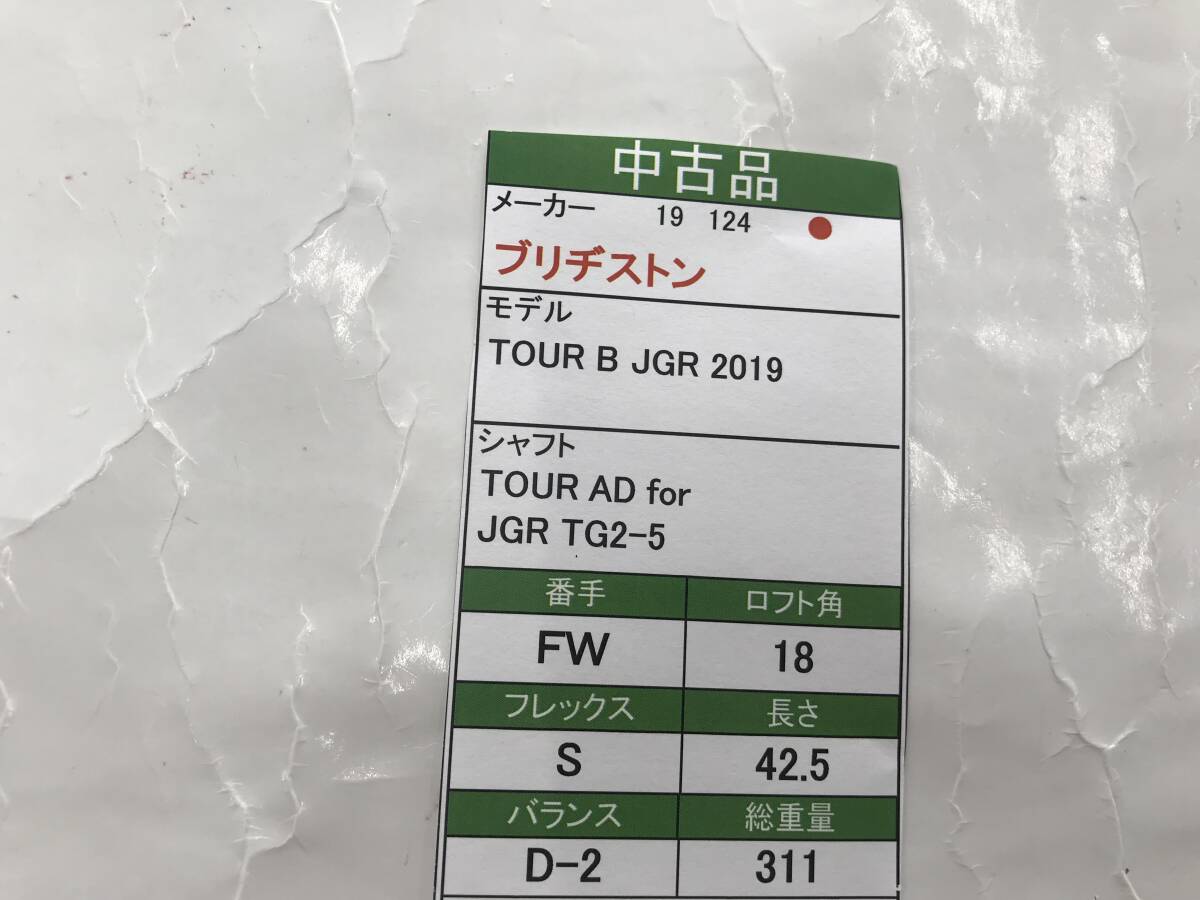 中古品
メーカー 19 124
ブリヂストン
モデル
TOUR B JGR 2019
シャフト
TOUR AD for
JGR TG2-5
番手 ロフト角
FW 18
フレックス 長さ
S 42.5
バランス 総重量
D-2 311